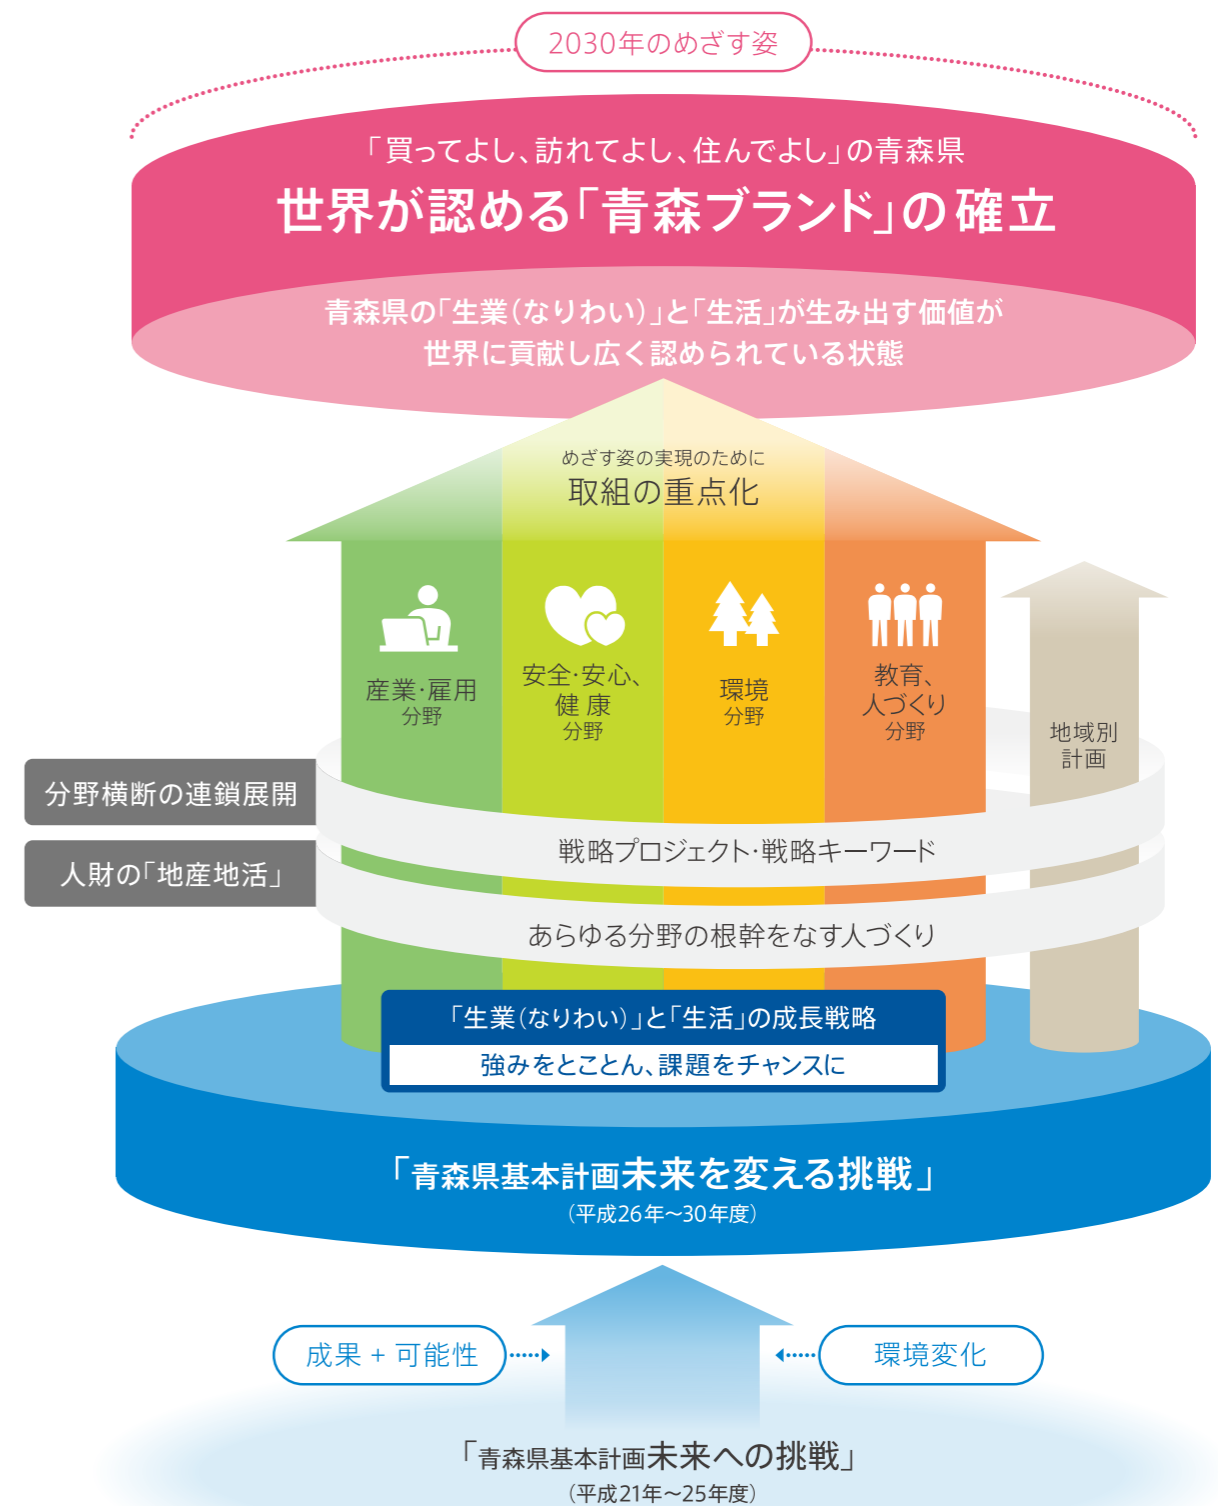 2030年のめざす姿
「買ってよし、訪れてよし、住んでよし」の青森県
世界が認める「青森ブランド」の確立
青森県の「生業（なりわい）」と「生活」が生み出す価値が
世界に貢献し広く認められている状態
めざす姿の実現のために
取組の重点化
産業・雇用
分野
安全・安心、
健 康
分野
環境
分野
教育、
人づくり
分野
地域別
計画
分野横断の連鎖展開
戦略プロジェクト・戦略キーワード
人財の「地産地活」
あらゆる分野の根幹をなす人づくり
「生業（なりわい）」と「生活」の成長戦略
強みをとことん、課題をチャンスに
「青森県基本計画未来を変える挑戦」
（平成26年～30年度）
成果 + 可能性
環境変化
「青森県基本計画未来への挑戦」
（平成21年～25年度）